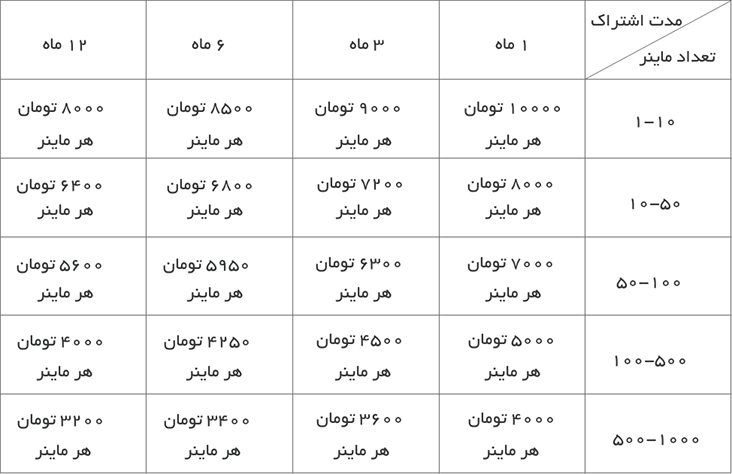 مدت اشتراک
تعداد ماینر
۱ ماه
۳ ماه
۶ ماه
۱۲ ماه
۱-۱۰
۱۰۰۰۰ تومان
هر ماینر
۹۰۰۰ تومان
هر ماینر
۸۵۰۰ تومان
هر ماینر
۸۰۰۰ تومان
هر ماینر
۱۰-۵۰
۸۰۰۰ تومان
هر ماینر
۷۲۰۰ تومان
هر ماینر
۶۸۰۰ تومان
هر ماینر
۶۴۰۰ تومان
هر ماینر
۵۰-۱۰۰
۷۰۰۰ تومان
هر ماینر
۶۳۰۰ تومان
هر ماینر
۵۹۵۰ تومان
هر ماینر
۵۶۰۰ تومان
هر ماینر
۱۰۰-۵۰۰
۵۰۰۰ تومان
هر ماینر
۴۵۰۰ تومان
هر ماینر
۴۲۵۰ تومان
هر ماینر
۴۰۰۰ تومان
هر ماینر
۵۰۰-۱۰۰۰
۴۰۰۰ تومان
هر ماینر
۳۶۰۰ تومان
هر ماینر
۳۴۰۰ تومان
هر ماینر
۳۲۰۰ تومان
هر ماینر